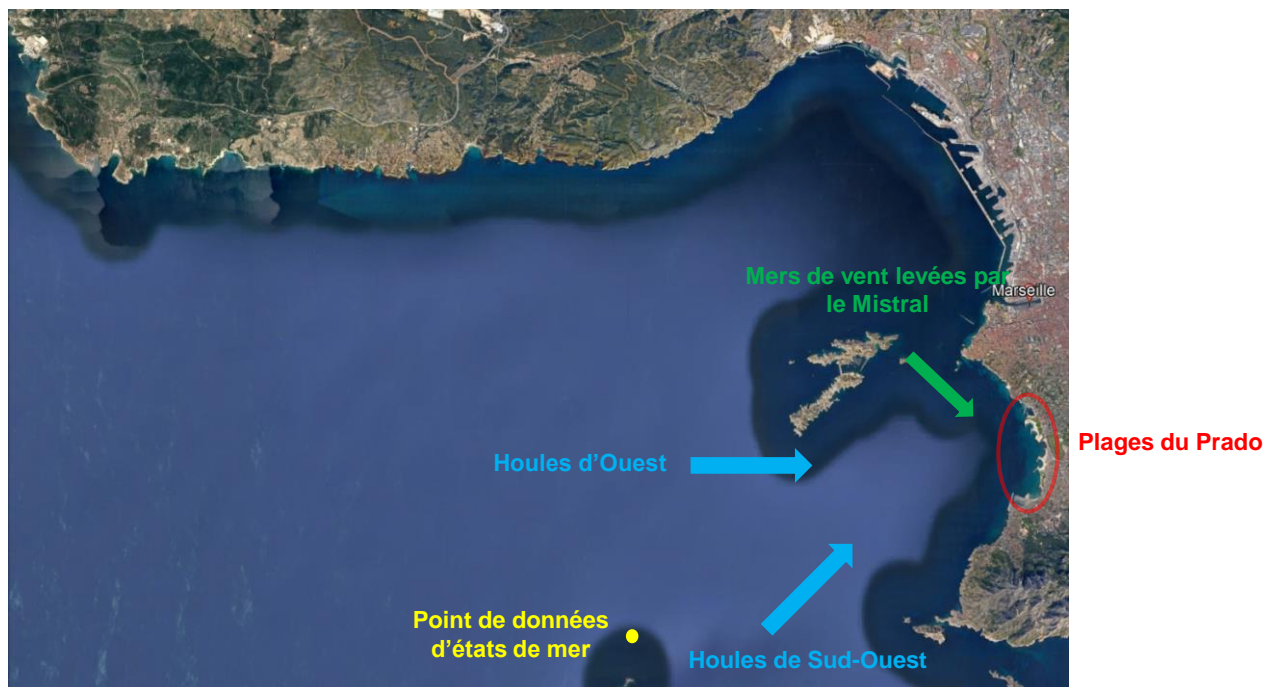 Mers de vent levées par
le Mistral
Marseille
Plages du Prado
Houles d'Ouest
Point de données
d'états de mer
Houles de Sud-Ouest